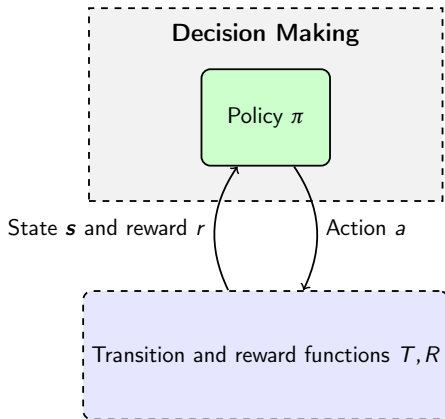 Decision Making
Policy π
State s and reward r
Action a
Transition and reward functions T, R